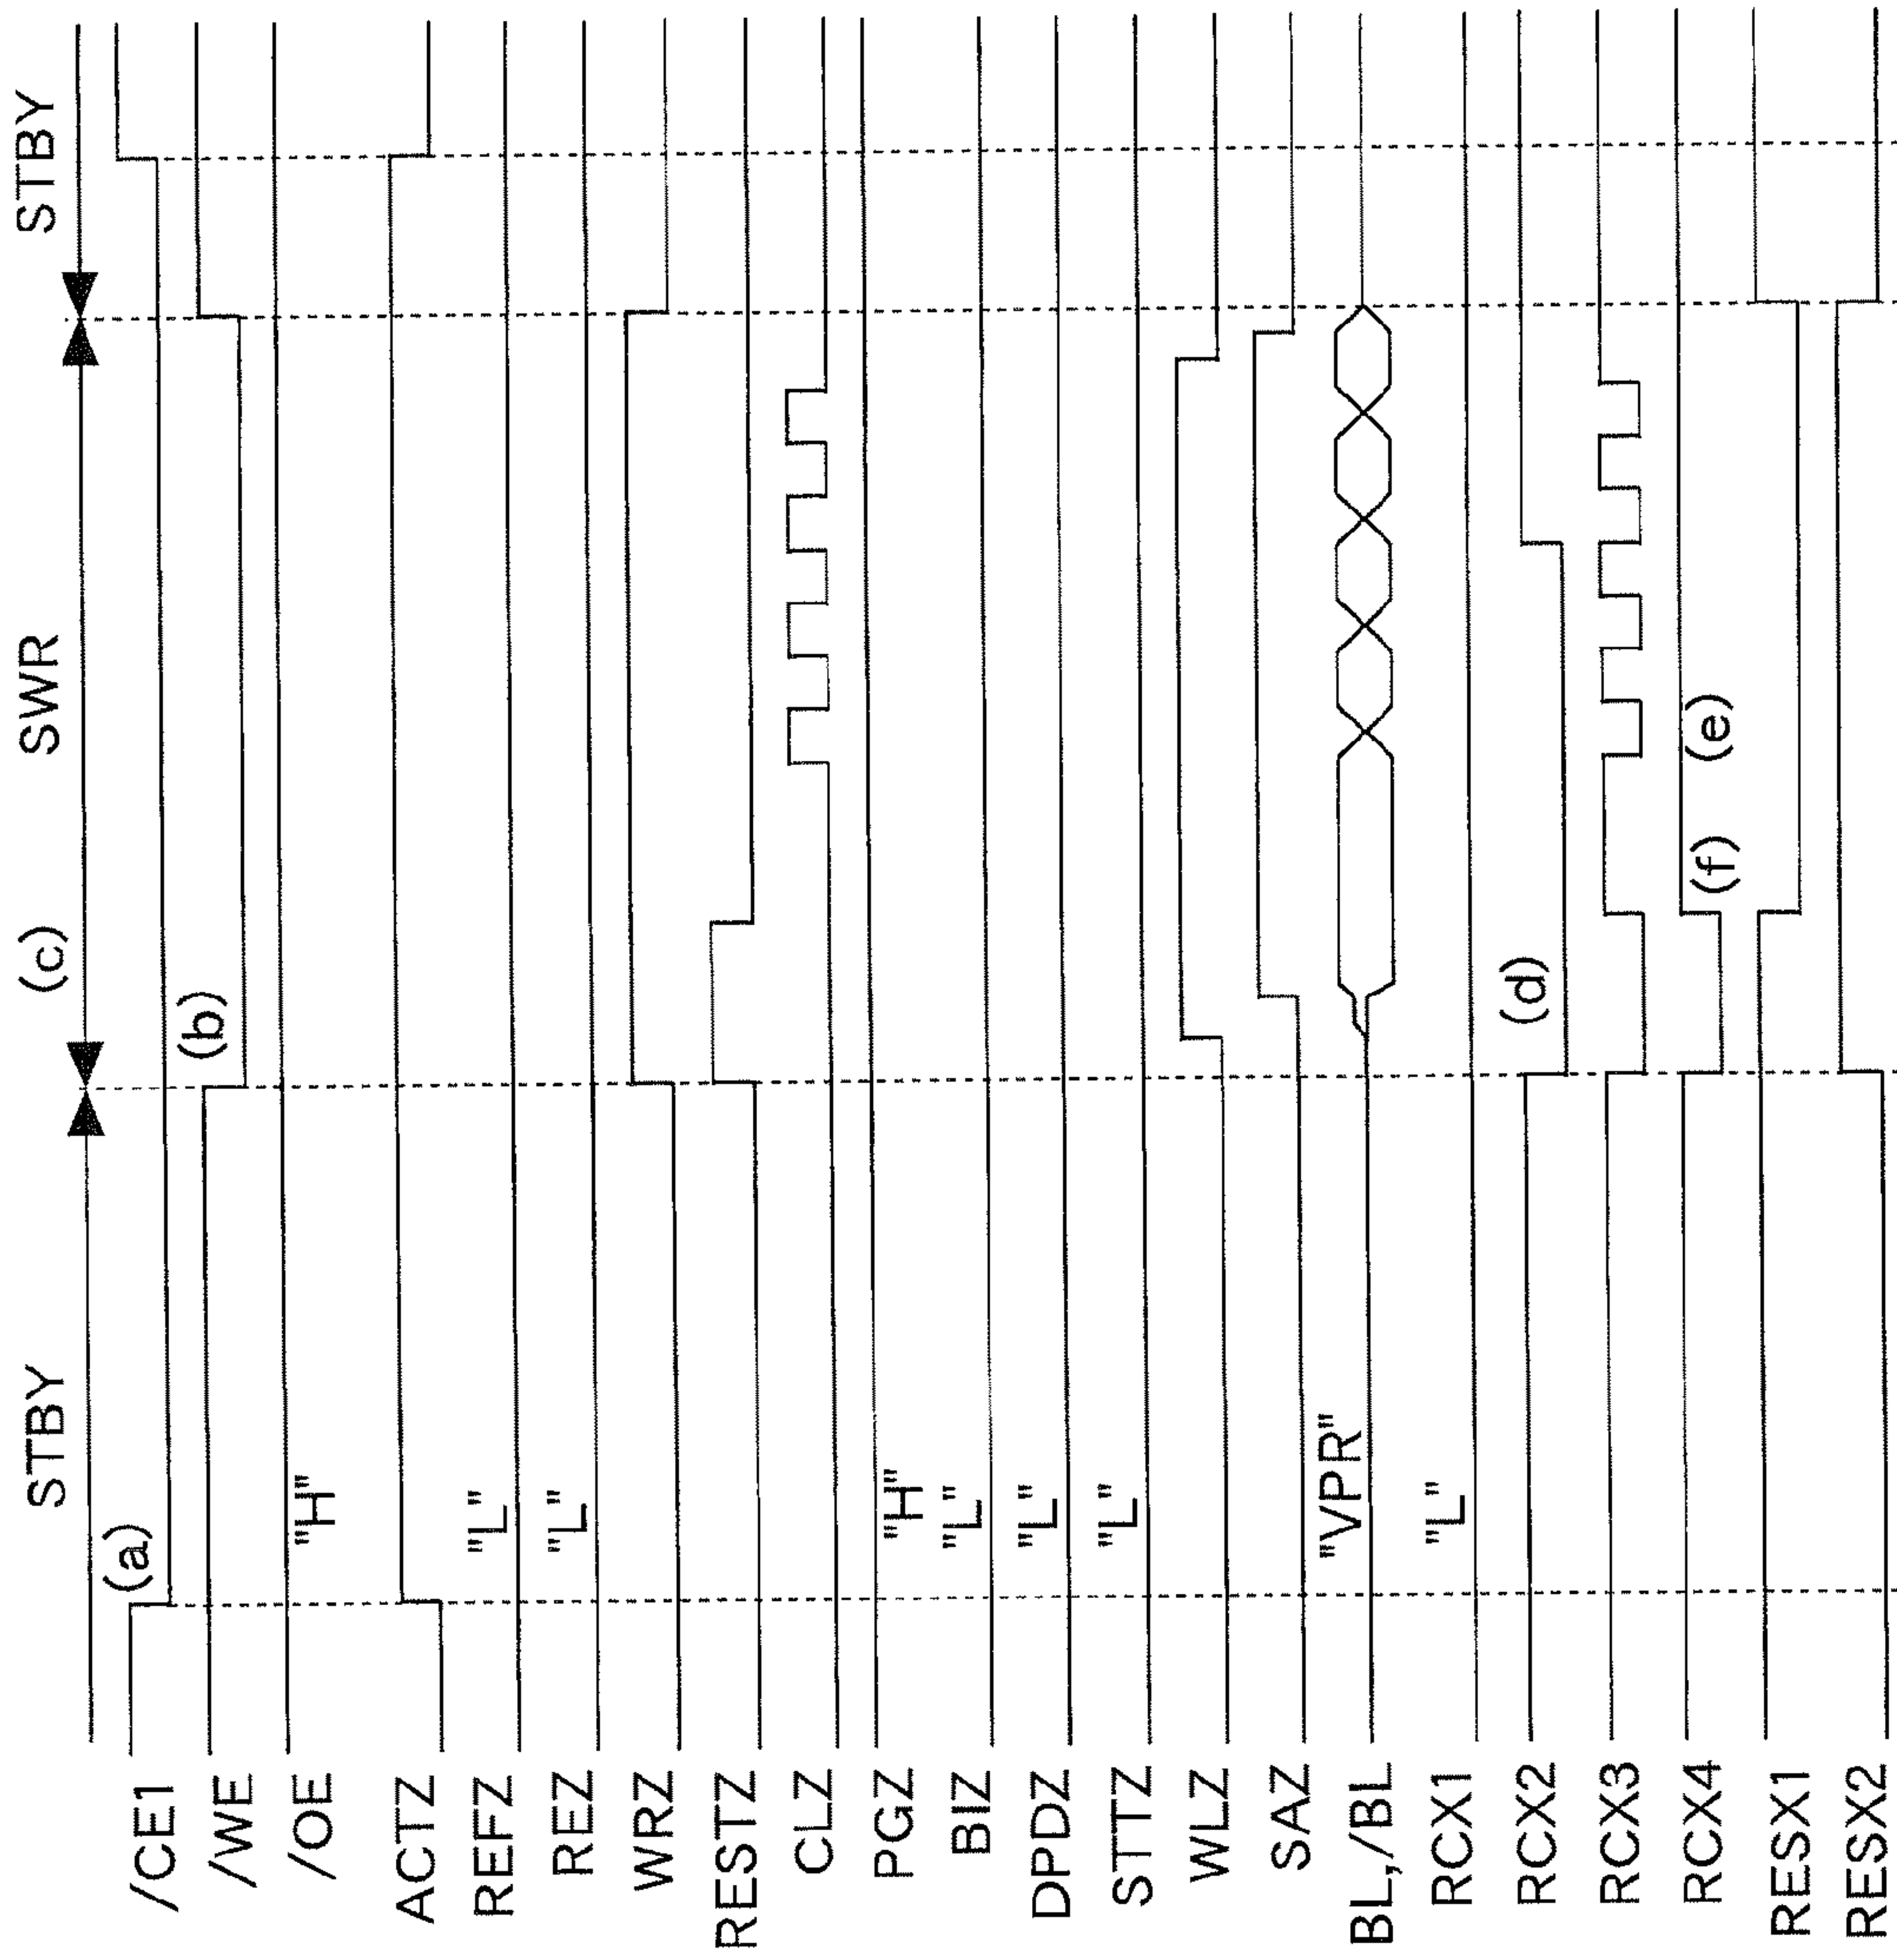 STBY SWR STBY
(c)
/CE1 (a)
/WE (b)
/OE "H"
ACTZ
REFZ "L"
REZ "L"
WRZ
RESTZ
CLZ
PGZ "H"
BIZ "L"
DPDZ "L"
STTZ "L"
WLZ
SAZ
BL,/BL "VPR"
RCX1 "L"
RCX2 (d)
RCX3
RCX4 (f) (e)
RESX1
RESX2